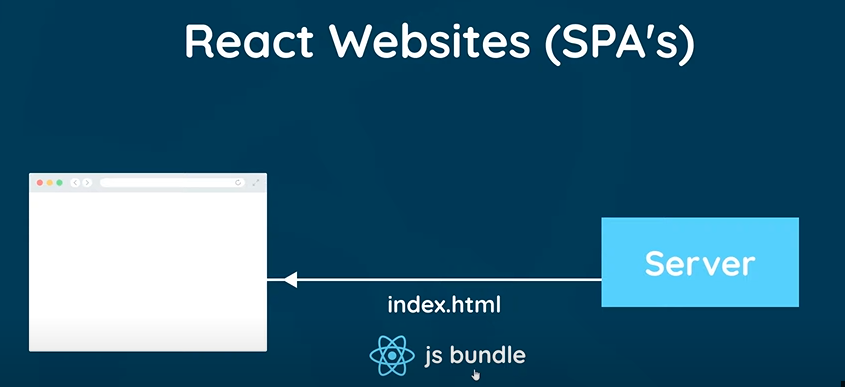 React Websites (SPA's)
Server
index.html
js bundle